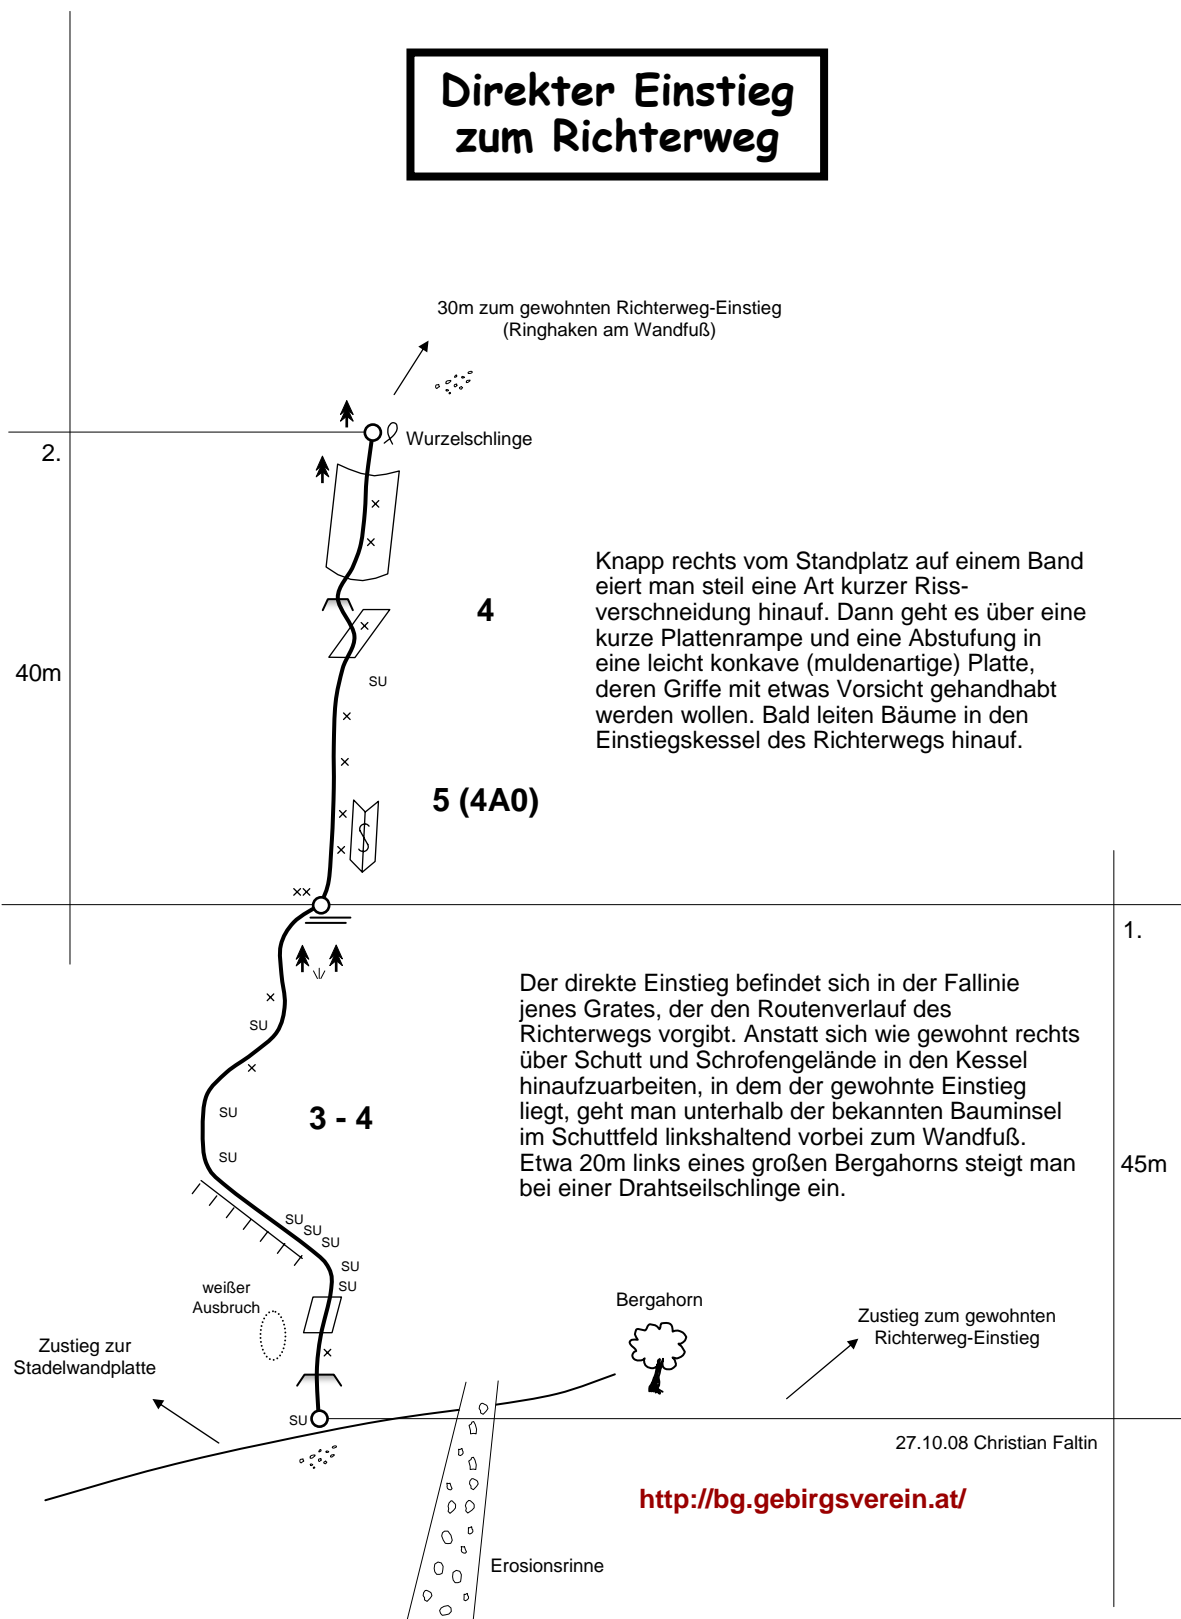 Direkter Einstieg
zum Richterweg
30m zum gewohnten Richterweg-Einstieg
(Ringhaken am Wandfuß)
2.
Wurzelschlinge
Knapp rechts vom Standplatz auf einem Band
eiert man steil eine Art kurzer Riss-
verschneidung hinauf. Dann geht es über eine
kurze Plattenrampe und eine Abstufung in
eine leicht konkave (muldenartige) Platte,
deren Griffe mit etwas Vorsicht gehandhabt
werden wollen. Bald leiten Bäume in den
Einstiegskessel des Richterwegs hinauf.
4
40m
SU
5 (4A0)
1.
Der direkte Einstieg befindet sich in der Fallinie
jenes Grates, der den Routenverlauf des
Richterwegs vorgibt. Anstatt sich wie gewohnt rechts
über Schutt und Schrofengelände in den Kessel
hinaufzuarbeiten, in dem der gewohnte Einstieg
liegt, geht man unterhalb der bekannten Bauminsel
im Schuttfeld linkshaltend vorbei zum Wandfuß.
Etwa 20m links eines großen Bergahorns steigt man
bei einer Drahtseilschlinge ein.
SU
SU
3 - 4
SU
45m
SU
SU
SU
SU
SU
weißer
Ausbruch
Bergahorn
Zustieg zum gewohnten
Richterweg-Einstieg
Zustieg zur
Stadelwandplatte
SU
27.10.08 Christian Faltin
http://bg.gebirgsverein.at/
Erosionsrinne